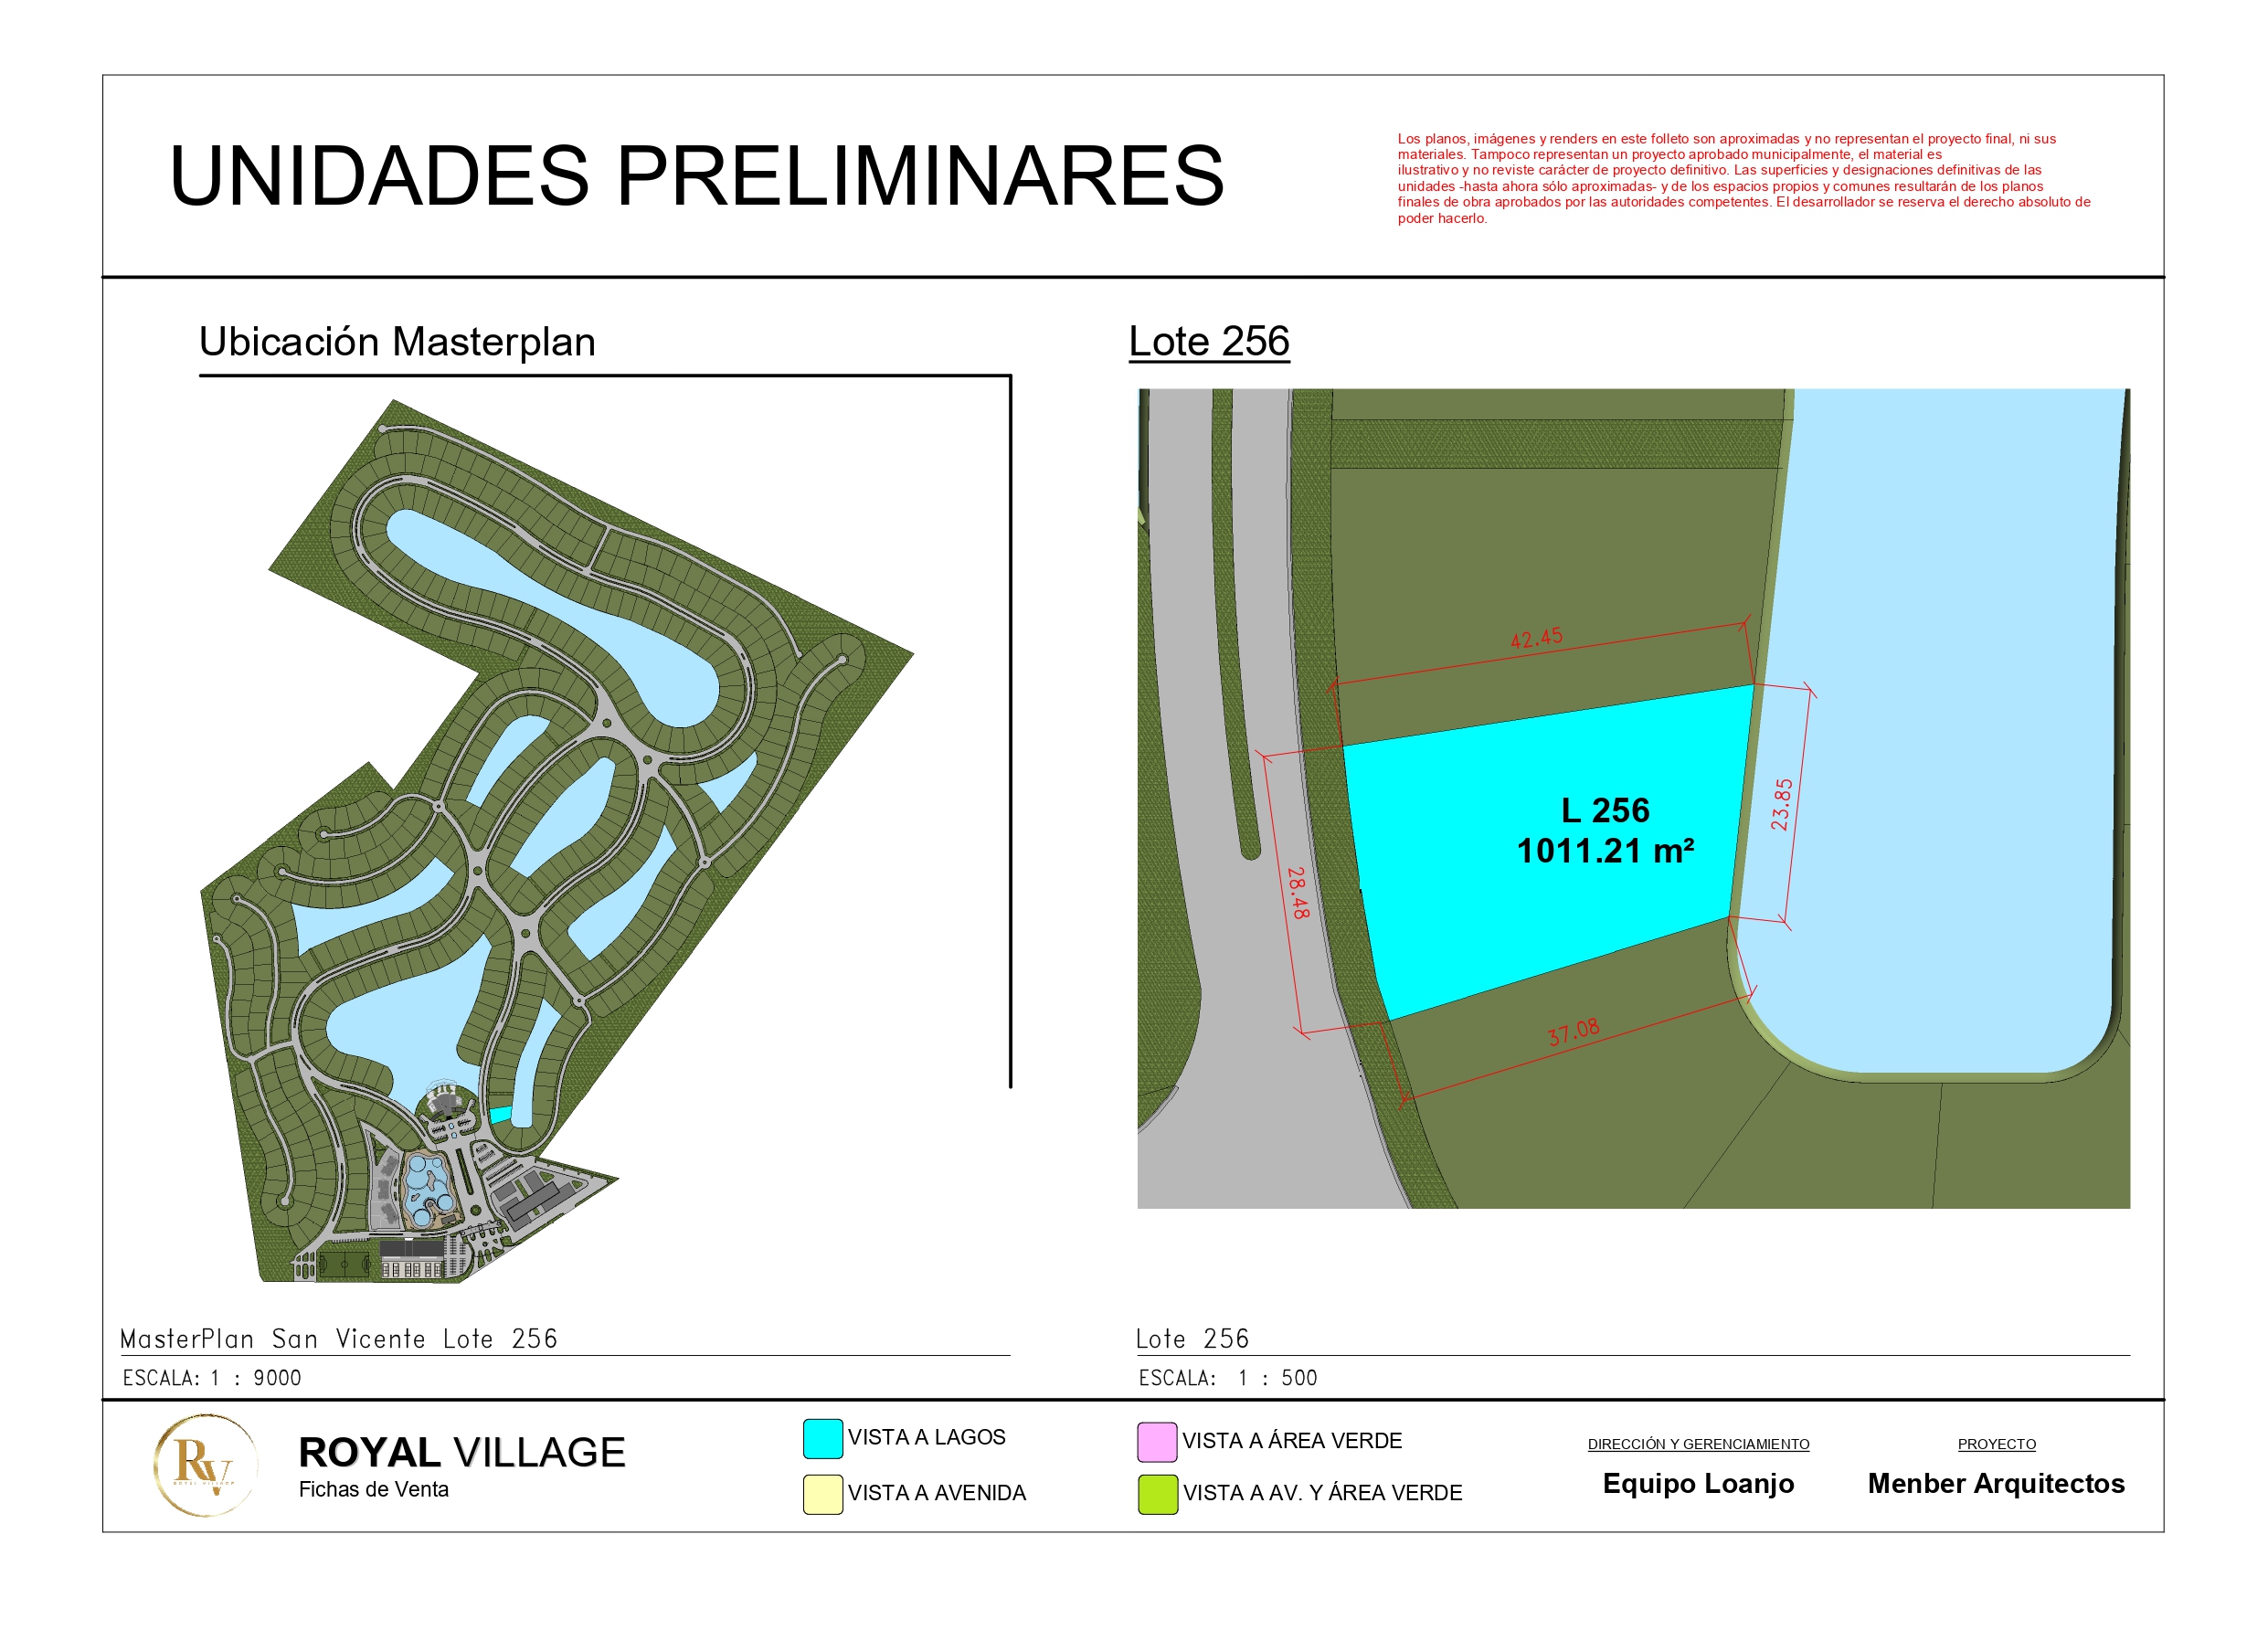 UNIDADES PRELIMINARES
Los planos, imágenes y renders en este folleto son aproximadas y no representan el proyecto final, ni sus
materiales. Tampoco representan un proyecto aprobado municipalmente, el material es
ilustrativo y no reviste carácter de proyecto definitivo. Las superficies y designaciones definitivas de las
unidades -hasta ahora sólo aproximadas- y de los espacios propios y comunes resultarán de los planos
finales de obra aprobados por las autoridades competentes. El desarrollador se reserva el derecho absoluto de
poder hacerlo.
Ubicación Masterplan
Lote 256
42.45
23.85
28.48
37.08
L 256
1011.21 m²
MasterPlan San Vicente Lote 256
ESCALA: 1 : 9000
Lote 256
ESCALA: 1 : 500
RV
ROYAL VILLAGE
ROYAL VILLAGE
Fichas de Venta
VISTA A LAGOS
VISTA A AVENIDA
VISTA A ÁREA VERDE
VISTA A AV. Y ÁREA VERDE
DIRECCIÓN Y GERENCIAMIENTO
Equipo Loanjo
PROYECTO
Menber Arquitectos